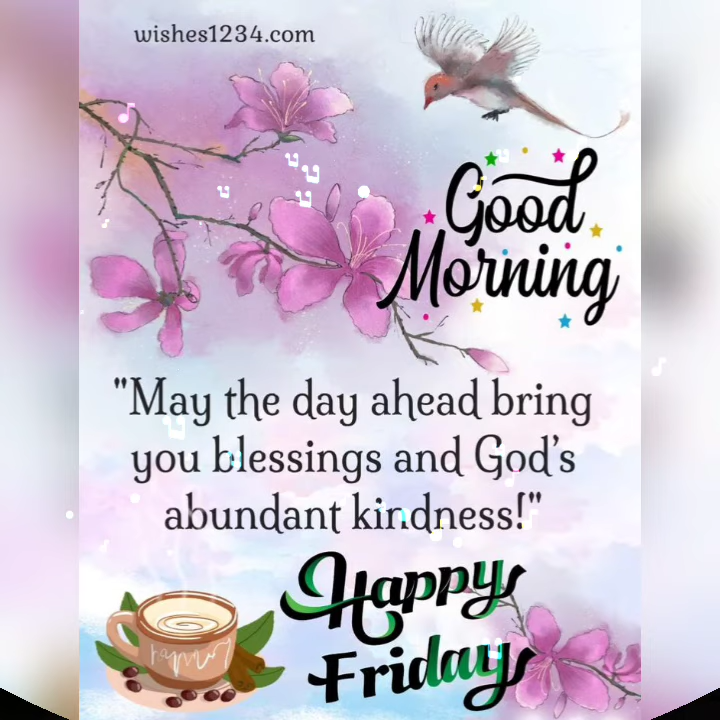 wishes1234.com
Good
Morning
"May the day ahead bring
you blessings and God's
abundant kindness!"
Happy
Friday